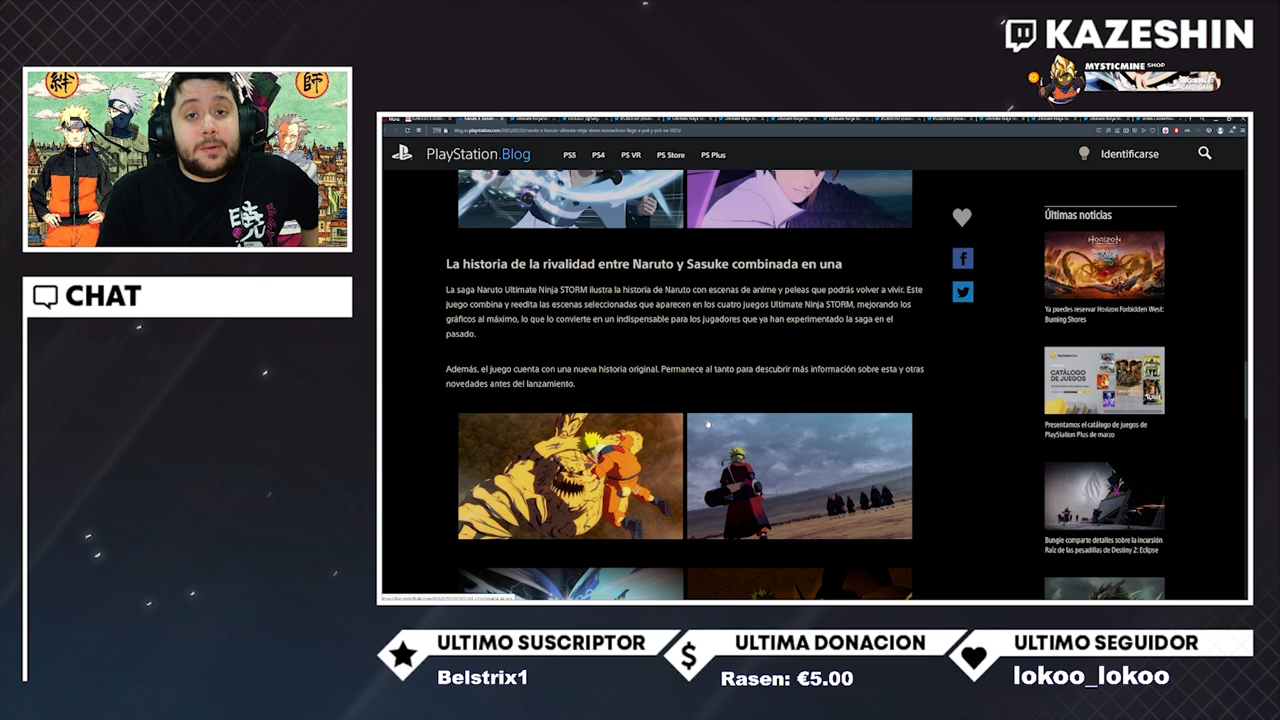 KAZESHIN
MYSTICMINE SHOP
絆
師
暁
CHAT
PlayStation.Blog
PS5
PS4
PS VR
PS Store
PS Plus
Identificarse
La historia de la rivalidad entre Naruto y Sasuke combinada en una
La saga Naruto Ultimate Ninja STORM ilustra la historia de Naruto con escenas de anime y peleas que podrás volver a vivir. Este
juego combina y reedita las escenas seleccionadas que aparecen en los cuatro juegos Ultimate Ninja STORM, mejorando los
gráficos al máximo, lo que lo convierte en un indispensable para los jugadores que ya han experimentado la saga en el
pasado.
Además, el juego cuenta con una nueva historia original. Permanece al tanto para descubrir más información sobre esta y otras
novedades antes del lanzamiento.
Últimas noticias
HORIZON
Ya puedes reservar Horizon Forbidden West:
Burning Shores
CATÁLOGO
DE JUEGOS
Presentamos el catálogo de juegos de
PlayStation Plus de marzo
Bungie comparte detalles sobre la incursión
Raíz de las pesadillas de Destiny 2: Eclipse
ULTIMO SUSCRIPTOR
Belstrix1
$
ULTIMA DONACION
Rasen: €5.00
ULTIMO SEGUIDOR
lokoo_lokoo